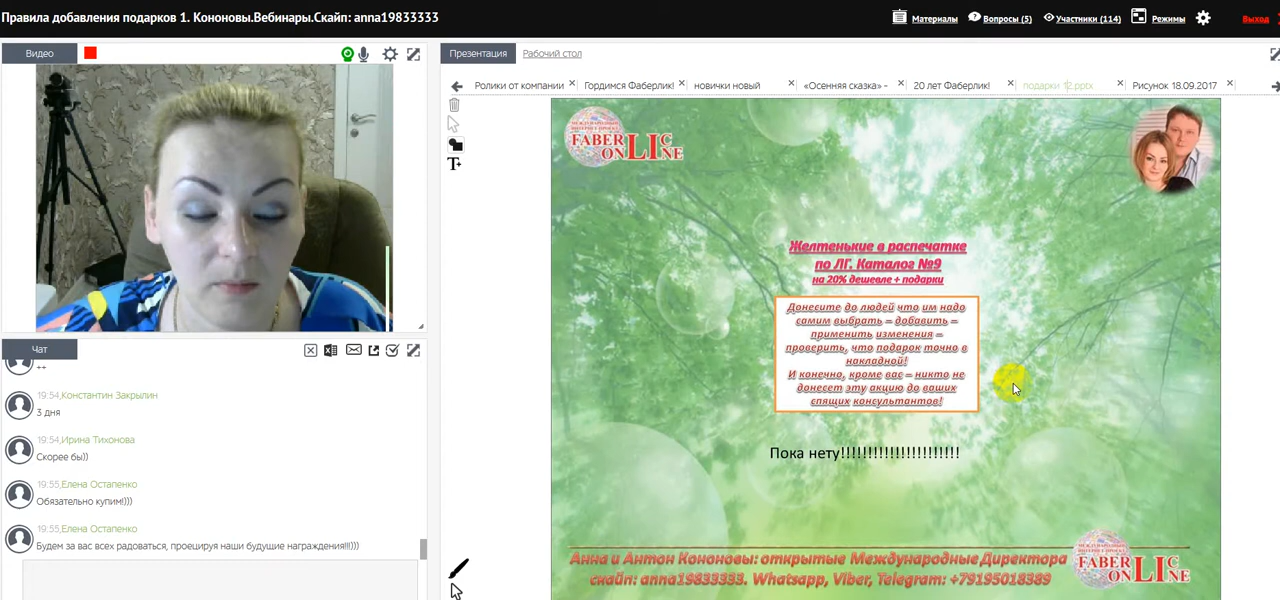 Правила добавления подарков 1. Кононовы.Вебинары.Скайп: anna19833333
Материалы
Вопросы (5)
Участники (114)
Режимы
Выход
Видео
Презентация
Рабочий стол
Ролики от компании
Гордимся Фаберлик!
новички новый
«Осенняя сказка» -
20 лет Фаберлик!
подарки 12.pptx
Рисунок 18.09.2017
FABER LIC
ONLINE
Желтенькие в распечатке
по ЛГ. Каталог №9
на 20% дешевле + подарки
Донесите до людей что им надо
самим выбрать – добавить –
применить изменения –
проверить, что подарок точно в
накладной!
И конечно, кроме вас – никто не
донесет эту акцию до ваших
спящих консультантов!
Пока нету!!!!!!!!!!!!!!!!!!!!!!
Анна и Антон Кононовы: открытые Международные Директора
скайп: anna19833333. Whatsapp, Viber, Telegram: +79195018389
FABER LIC
ONLINE
Чат
++
19:54,Константин Закрылин
3 дня
19:54,Ирина Тихонова
Скорее бы))
19:55,Елена Остапенко
Обязательно купим!)))
19:55,Елена Остапенко
Будем за вас всех радоваться, проецируя наши будущие награждения!!!)))